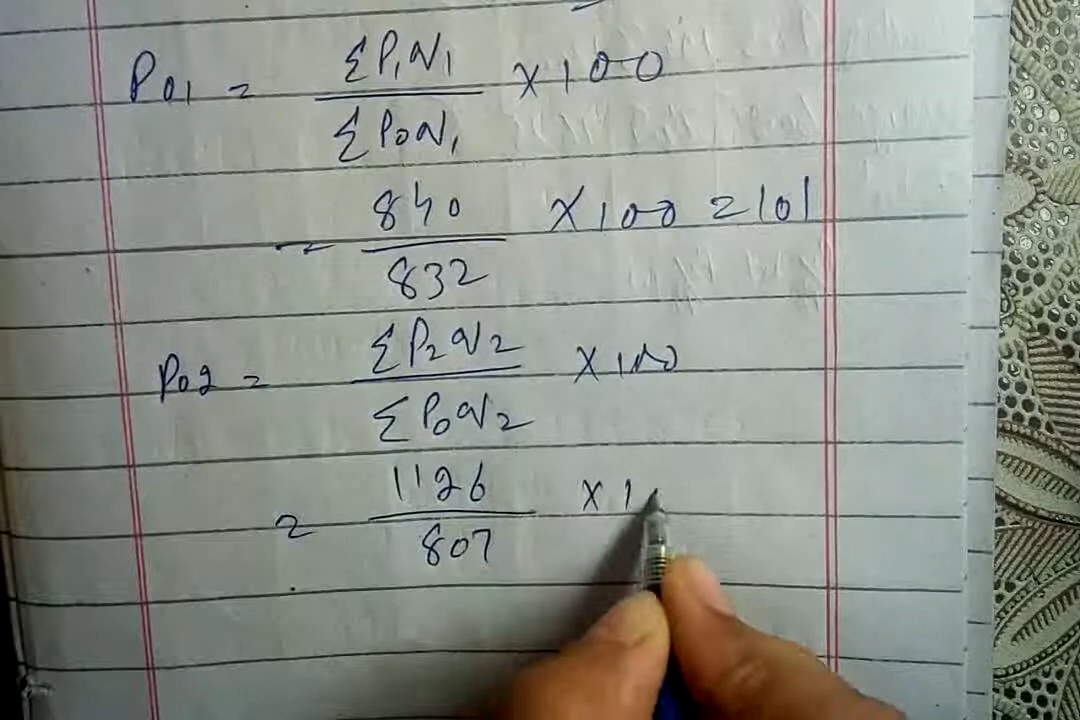 P01 = ΣP1q1 / ΣP0q1 × 100
= 840 / 832 × 100 = 101
P02 = ΣP2q2 / ΣP0q2 × 100
= 1126 / 807 × 1